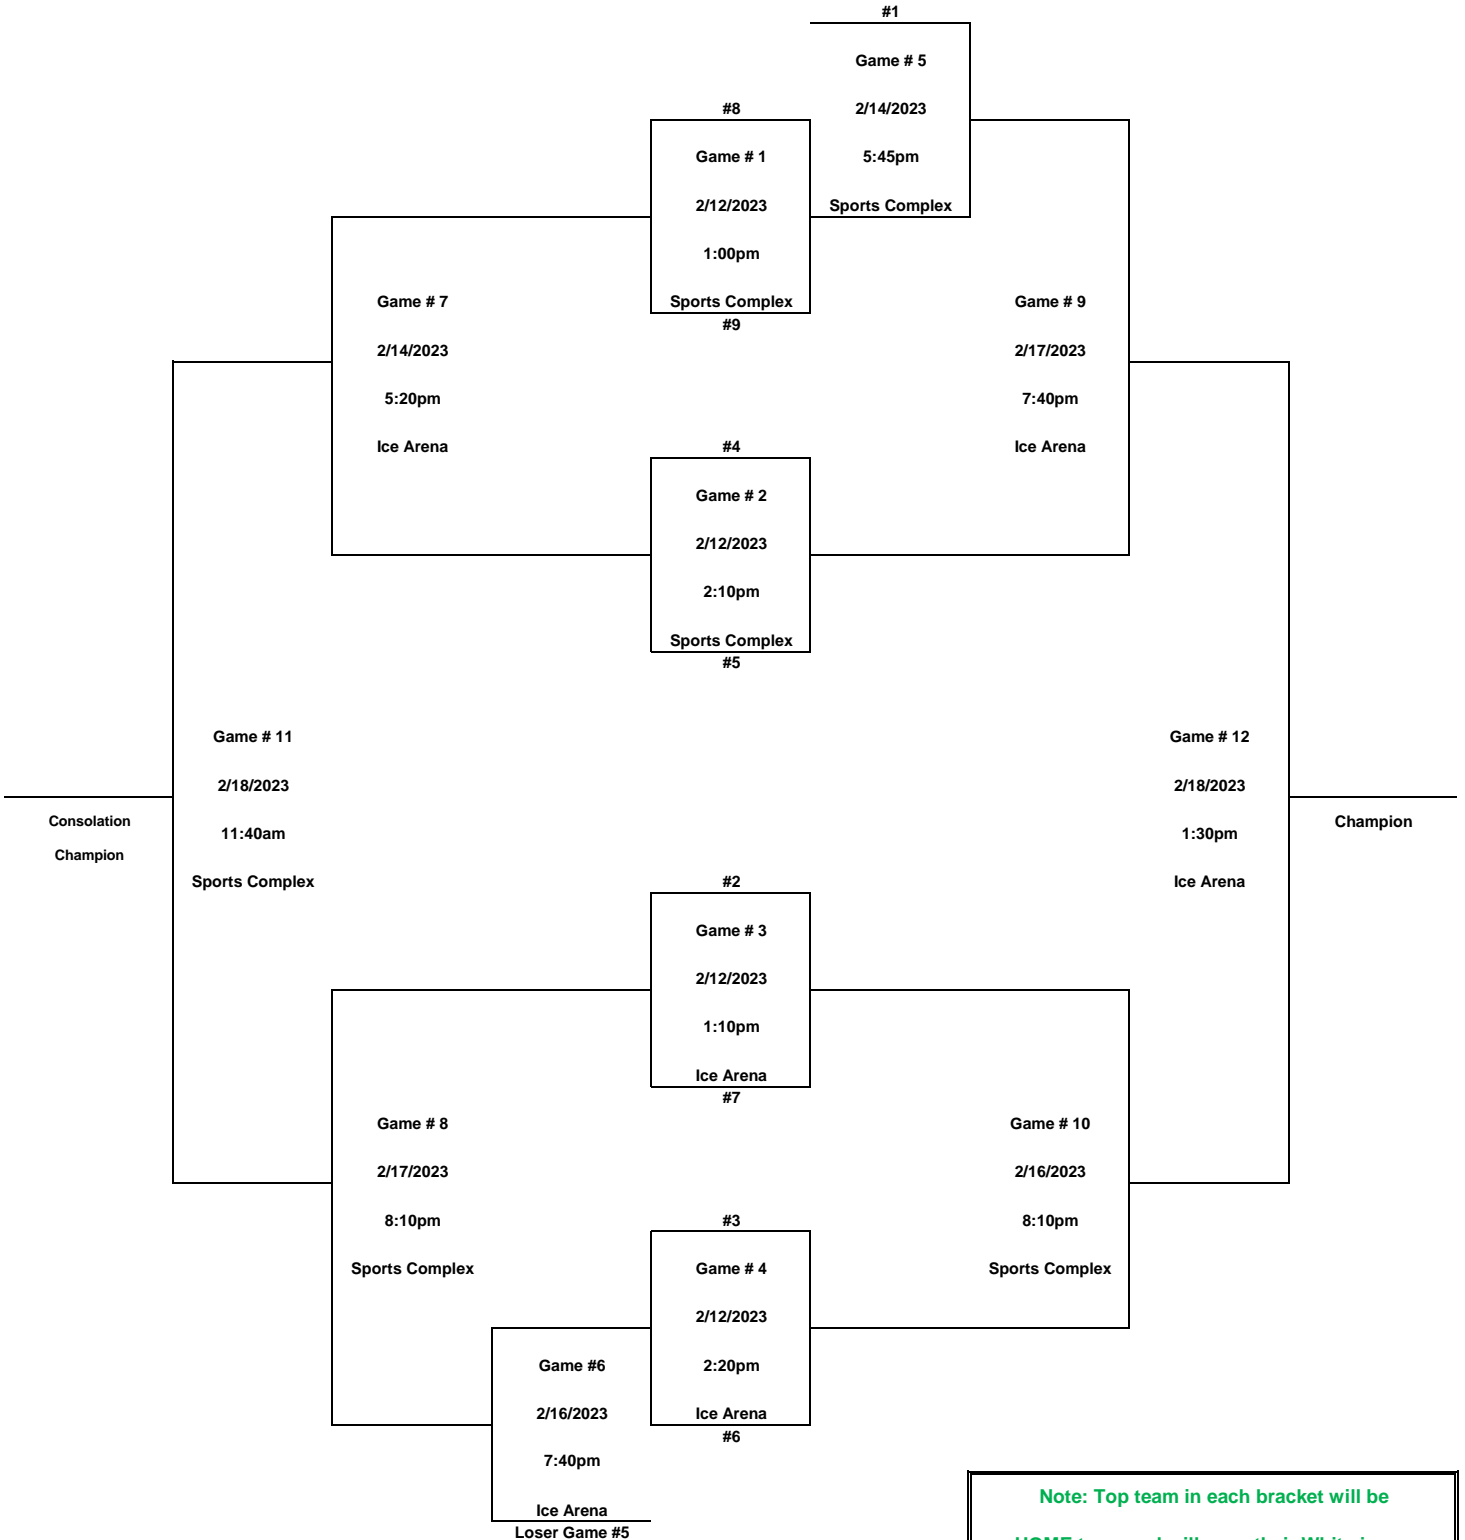 #1
Game # 5
2/14/2023
5:45pm
Sports Complex
#8
Game # 1
2/12/2023
1:00pm
Sports Complex
#9
Game # 7
2/14/2023
5:20pm
Ice Arena
Game # 9
2/17/2023
7:40pm
Ice Arena
#4
Game # 2
2/12/2023
2:10pm
Sports Complex
#5
Game # 11
2/18/2023
11:40am
Sports Complex
Consolation
Champion
Game # 12
2/18/2023
1:30pm
Ice Arena
Champion
#2
Game # 3
2/12/2023
1:10pm
Ice Arena
#7
Game # 8
2/17/2023
8:10pm
Sports Complex
Game # 10
2/16/2023
8:10pm
Sports Complex
#3
Game # 4
2/12/2023
2:20pm
Ice Arena
#6
Game #6
2/16/2023
7:40pm
Ice Arena
Loser Game #5
Note: Top team in each bracket will be